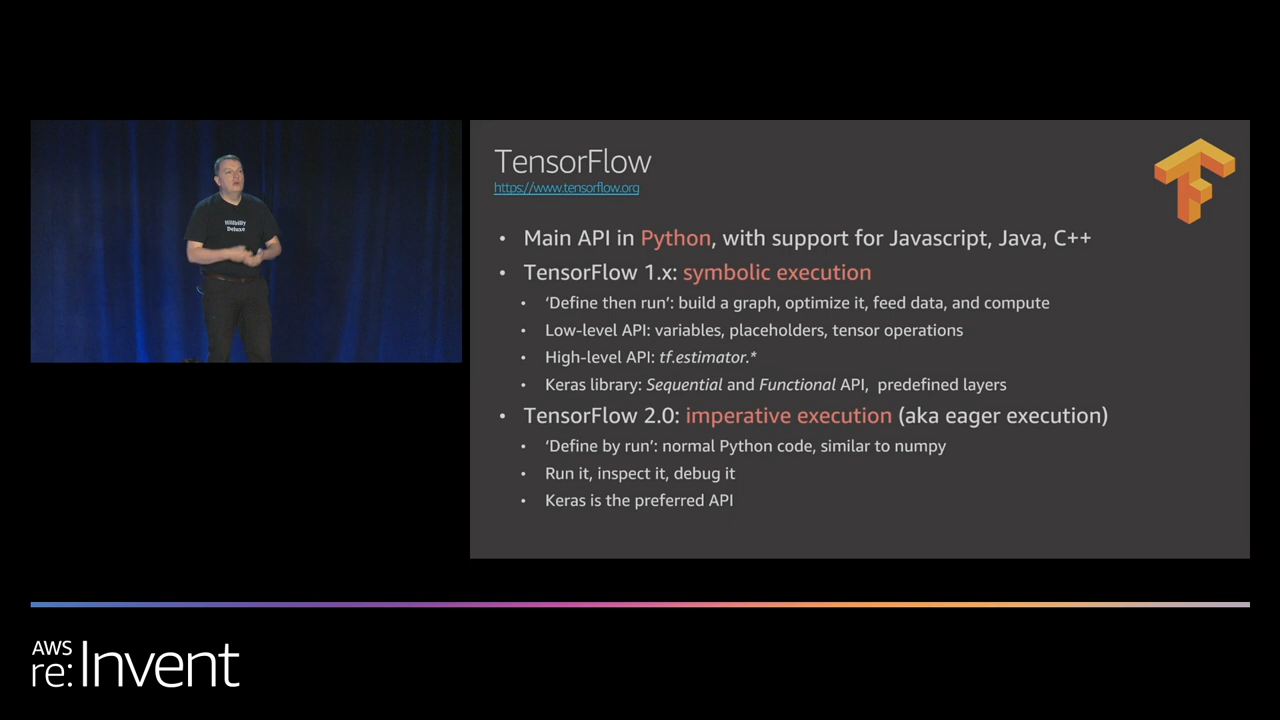 Hillbilly
Deluxe
TensorFlow
https://www.tensorflow.org
• Main API in Python, with support for Javascript, Java, C++
• TensorFlow 1.x: symbolic execution
• ‘Define then run’: build a graph, optimize it, feed data, and compute
• Low-level API: variables, placeholders, tensor operations
• High-level API: tf.estimator.*
• Keras library: Sequential and Functional API, predefined layers
• TensorFlow 2.0: imperative execution (aka eager execution)
• ‘Define by run’: normal Python code, similar to numpy
• Run it, inspect it, debug it
• Keras is the preferred API
AWS
re:Invent